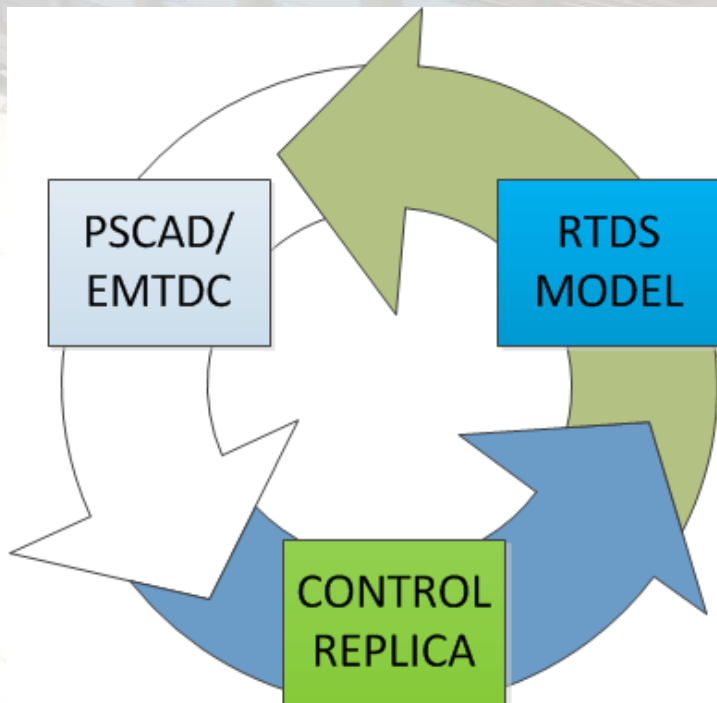 PSCAD/
EMTDC
RTDS
MODEL
CONTROL
REPLICA